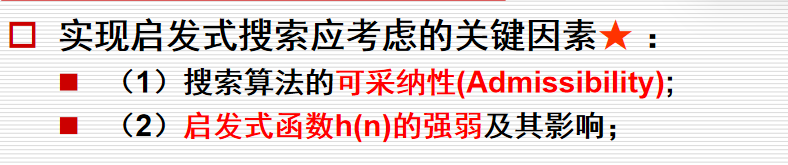 实现启发式搜索应考虑的关键因素★：
（1）搜索算法的可采纳性(Admissibility);
（2）启发式函数h(n)的强弱及其影响；